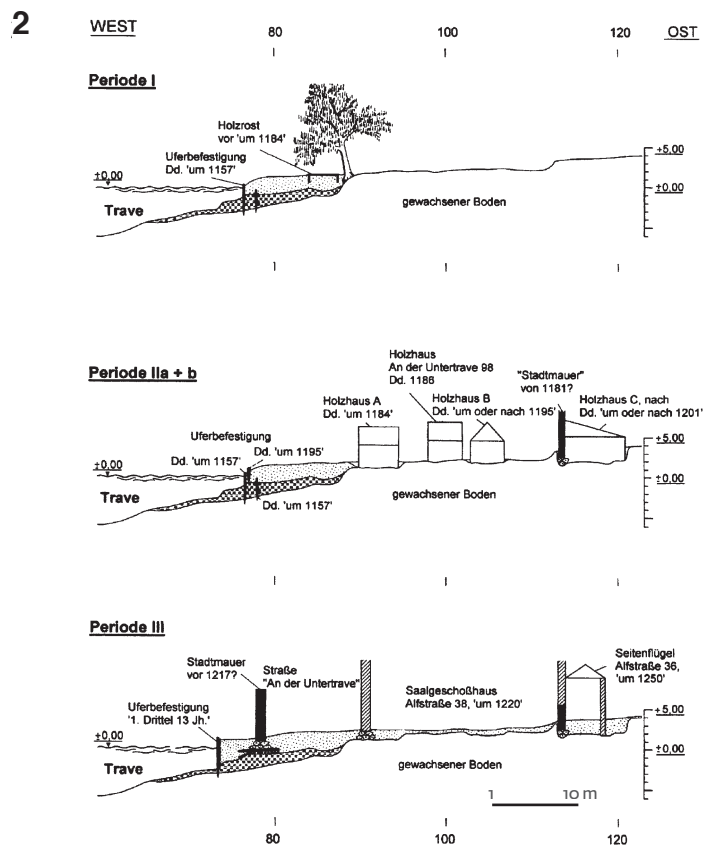 2
WEST
80
100
120
OST
Periode I
Holzrost
vor 'um 1184'
Uferbefestigung
Dd. 'um 1157'
±0,00
Trave
gewachsener Boden
+5,00
±0,00
Periode IIa + b
Holzhaus
An der Untertrave 98
Dd. 1186
"Stadtmauer"
von 1181?
Holzhaus A
Dd. 'um 1184'
Holzhaus B
Dd. 'um oder nach 1195'
Holzhaus C, nach
Dd. 'um oder nach 1201'
Uferbefestigung
Dd. 'um 1157'
Dd. 'um 1195'
±0,00
Trave
Dd. 'um 1157'
gewachsener Boden
+5,00
±0,00
Periode III
Stadtmauer
vor 1217?
Straße
"An der Untertrave"
Seitenflügel
Alfstraße 36,
'um 1250'
Saalgeschoßhaus
Alfstraße 38, 'um 1220'
Uferbefestigung
'1. Drittel 13 Jh.'
±0,00
Trave
gewachsener Boden
+5,00
±0,00
1
10 m
80
100
120